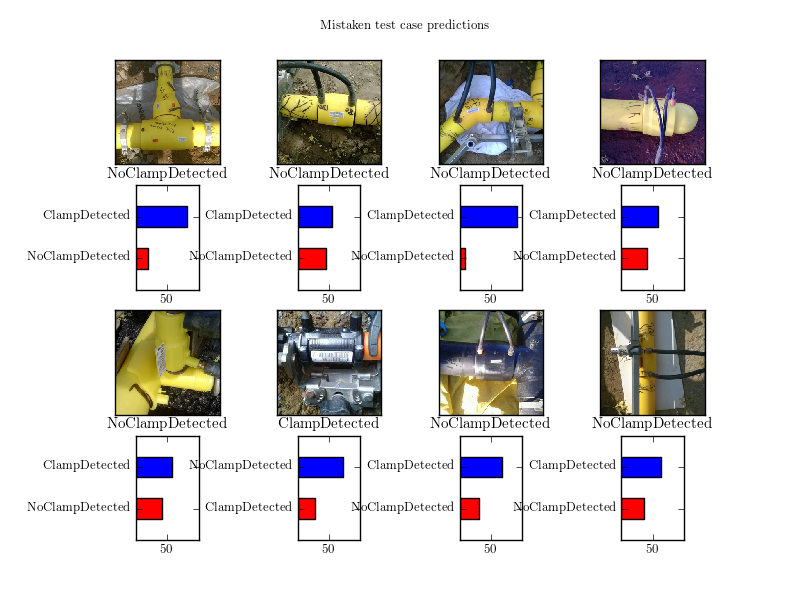 Mistaken test case predictions
NoClampDetected NoClampDetected NoClampDetected NoClampDetected
ClampDetected ClampDetected ClampDetected ClampDetected
NoClampDetected NoClampDetected NoClampDetected NoClampDetected
50 50 50 50
NoClampDetected ClampDetected NoClampDetected NoClampDetected
ClampDetected NoClampDetected ClampDetected ClampDetected
NoClampDetected ClampDetected NoClampDetected NoClampDetected
50 50 50 50